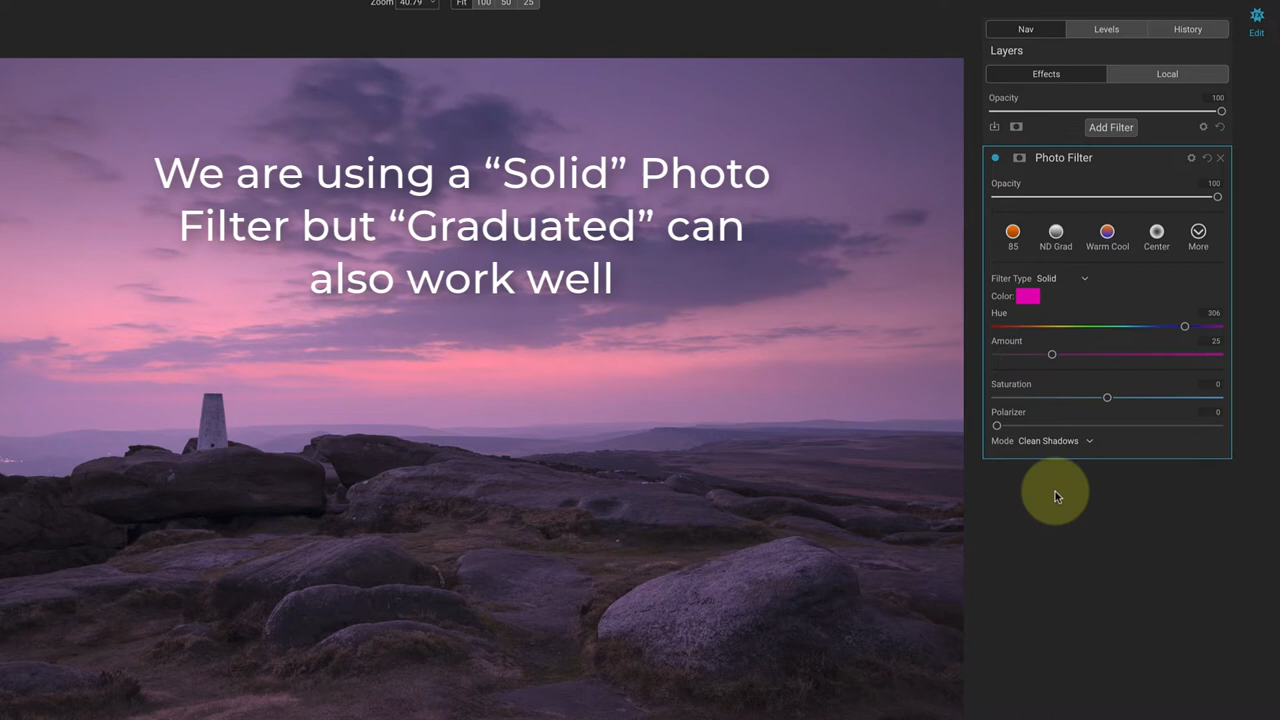 Zoom 40.79 Fit 100 50 25
Nav Levels History
Edit
Layers
Effects Local
Opacity 100
Add Filter
Photo Filter
Opacity 100
85 ND Grad Warm Cool Center More
Filter Type Solid
Color:
Hue 306
Amount 25
Saturation 0
Polarizer 0
Mode Clean Shadows
We are using a “Solid” Photo
Filter but “Graduated” can
also work well